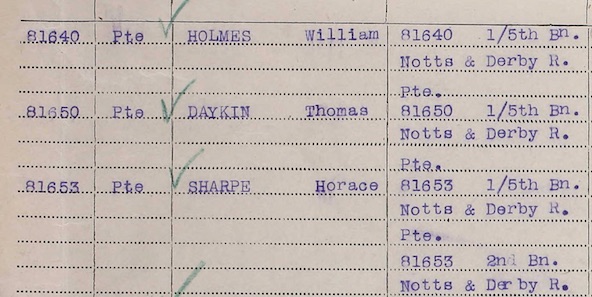 81640 Pte HOLMES William 81640 1/5th Bn.
Notts & Derby R.
Pte.
81650 Pte DAYKIN Thomas 81650 1/5th Bn.
Notts & Derby R.
Pte.
81653 Pte SHARPE Horace 81653 1/5th Bn.
Notts & Derby R.
Pte.
81653 2nd Bn.
Notts & Derby R.